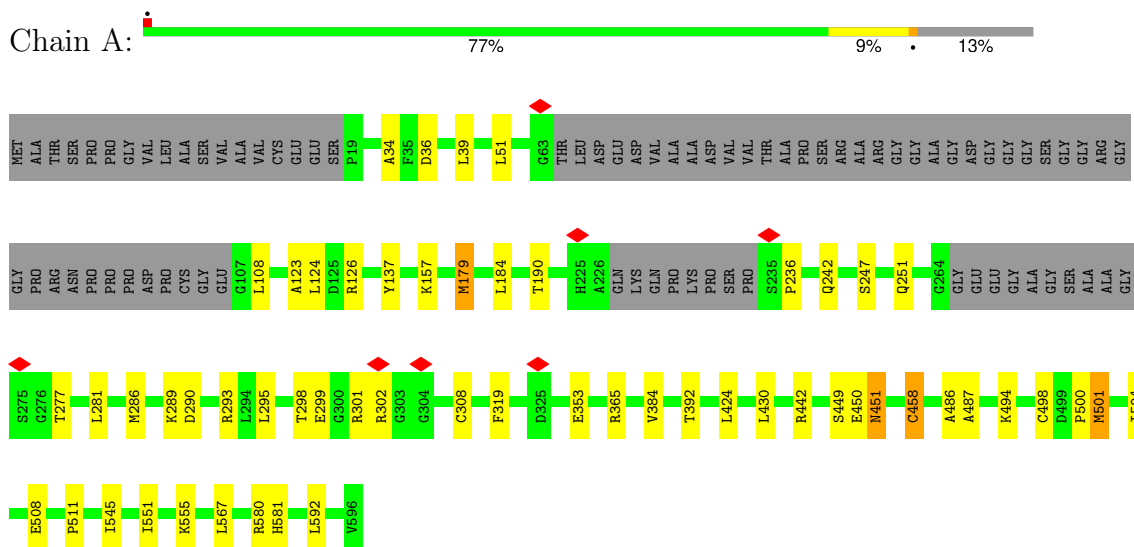 Chain A:
77% 9% • 13%
MET ALA THR SER PRO PRO GLY VAL LEU ALA SER VAL ALA VAL CYS GLU GLU SER P19 A34 F35 D36 L39 L51 G63 THR LEU ASP GLU ASP VAL ALA ALA ASP VAL VAL THR ALA PRO SER ARG ALA ARG GLY GLY ALA GLY ASP GLY GLY GLY SER GLY GLY ARG GLY
GLY PRO ARG ASN PRO PRO PRO ASP PRO CYS GLY GLU G107 L108 A123 L124 D125 R126 Y137 K157 M179 L184 T190 H225 A226 GLN LYS GLN PRO LYS PRO SER PRO S235 P236 Q242 S247 Q251 G264 GLY GLU GLU GLY ALA GLY SER ALA ALA GLY
S275 G276 T277 L281 M286 K289 D290 R293 L294 L295 T298 E299 G300 R301 R302 G303 G304 C308 F319 D325 E353 R365 V384 T392 L424 L430 R442 S449 E450 N451 C458 A486 A487 K494 C498 D499 P500 M501
E508 P511 I545 I551 K555 L567 R580 H581 L592 V596